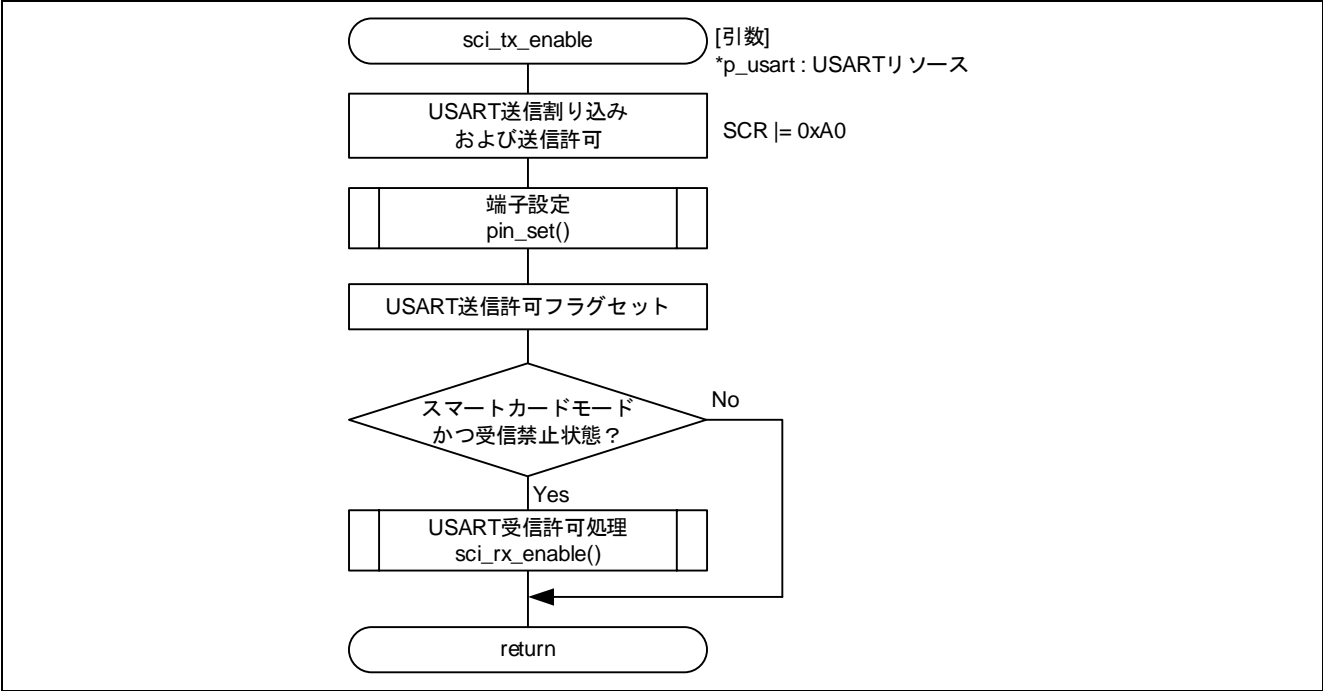 sci_tx_enable
[引数]
*p_usart : USARTリソース
USART送信割り込み
および送信許可
SCR |= 0xA0
端子設定
pin_set()
USART送信許可フラグセット
スマートカードモード
かつ受信禁止状態？
No
Yes
USART受信許可処理
sci_rx_enable()
return